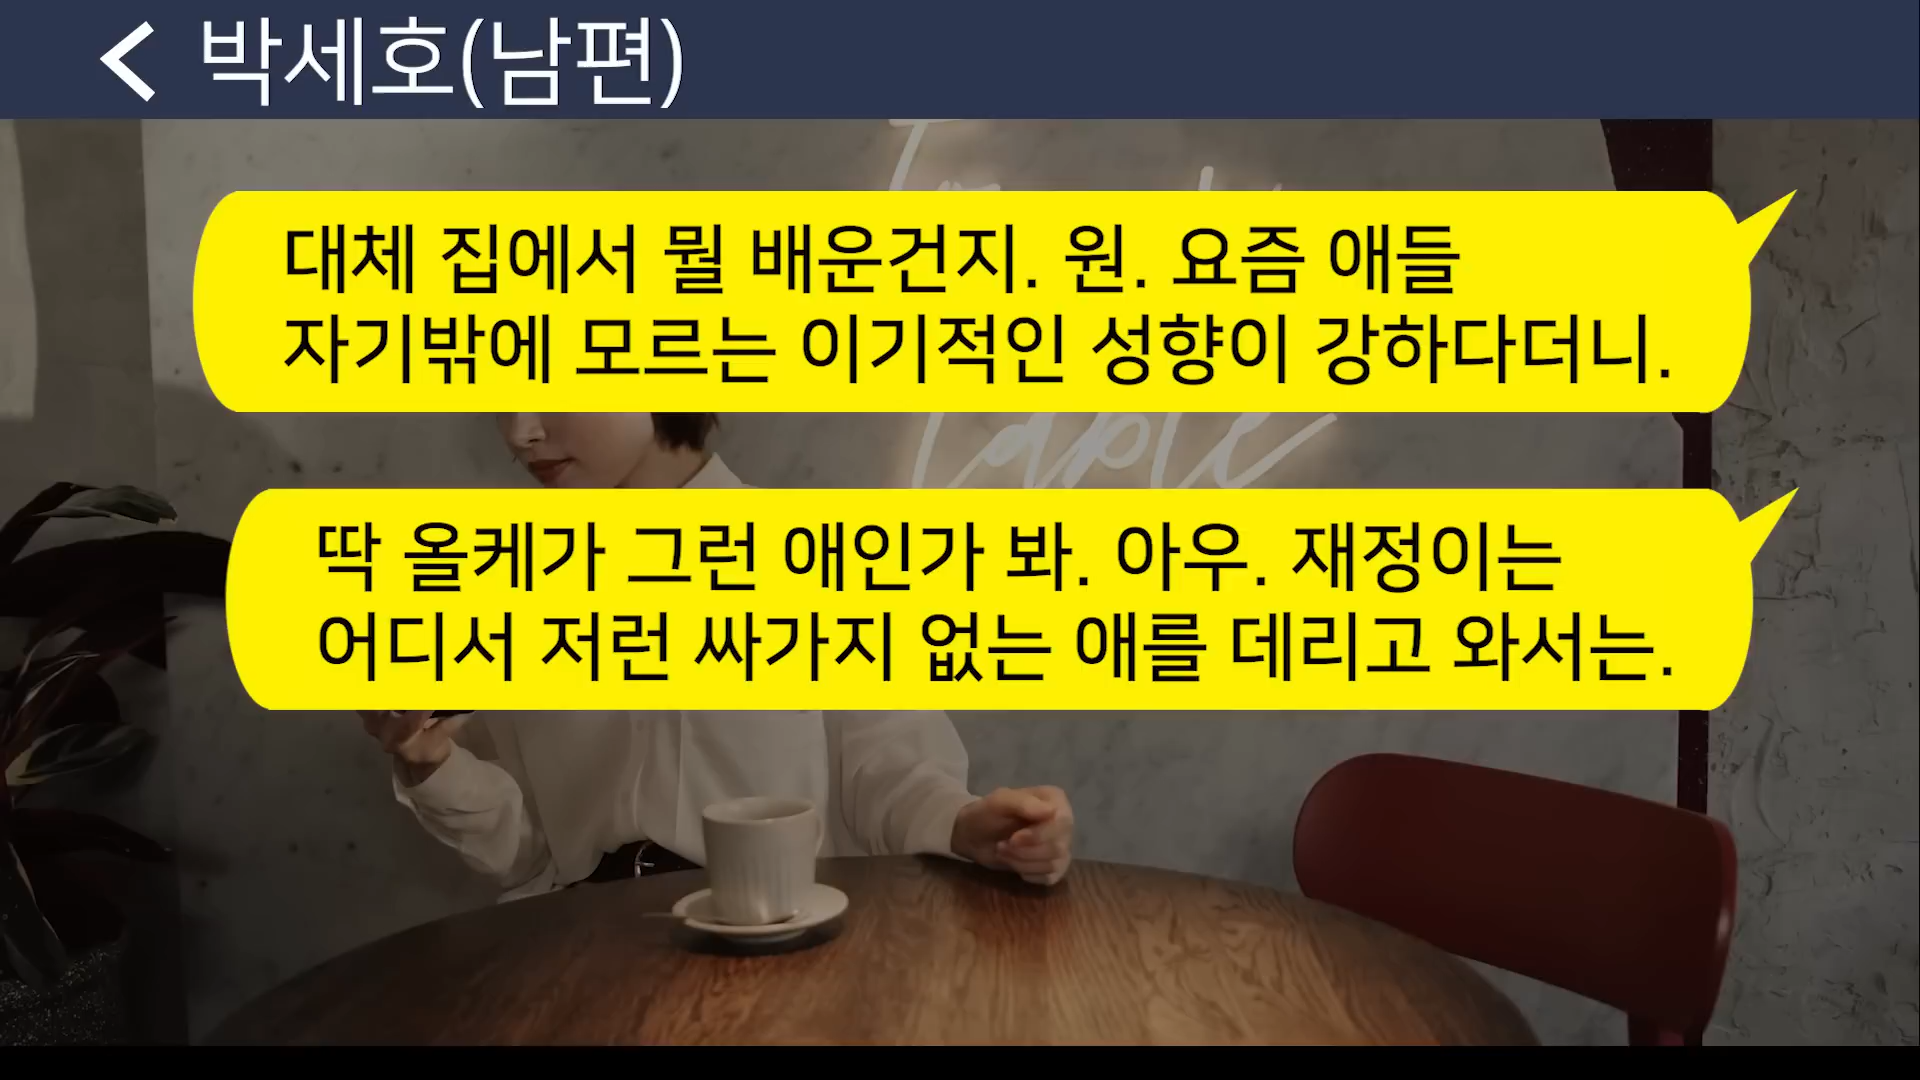 박세호(남편)
대체 집에서 뭘 배운건지. 원. 요즘 애들
자기밖에 모르는 이기적인 성향이 강하다더니.
table
딱 올케가 그런 애인가 봐. 아우. 재정이는
어디서 저런 싸가지 없는 애를 데리고 와서는.